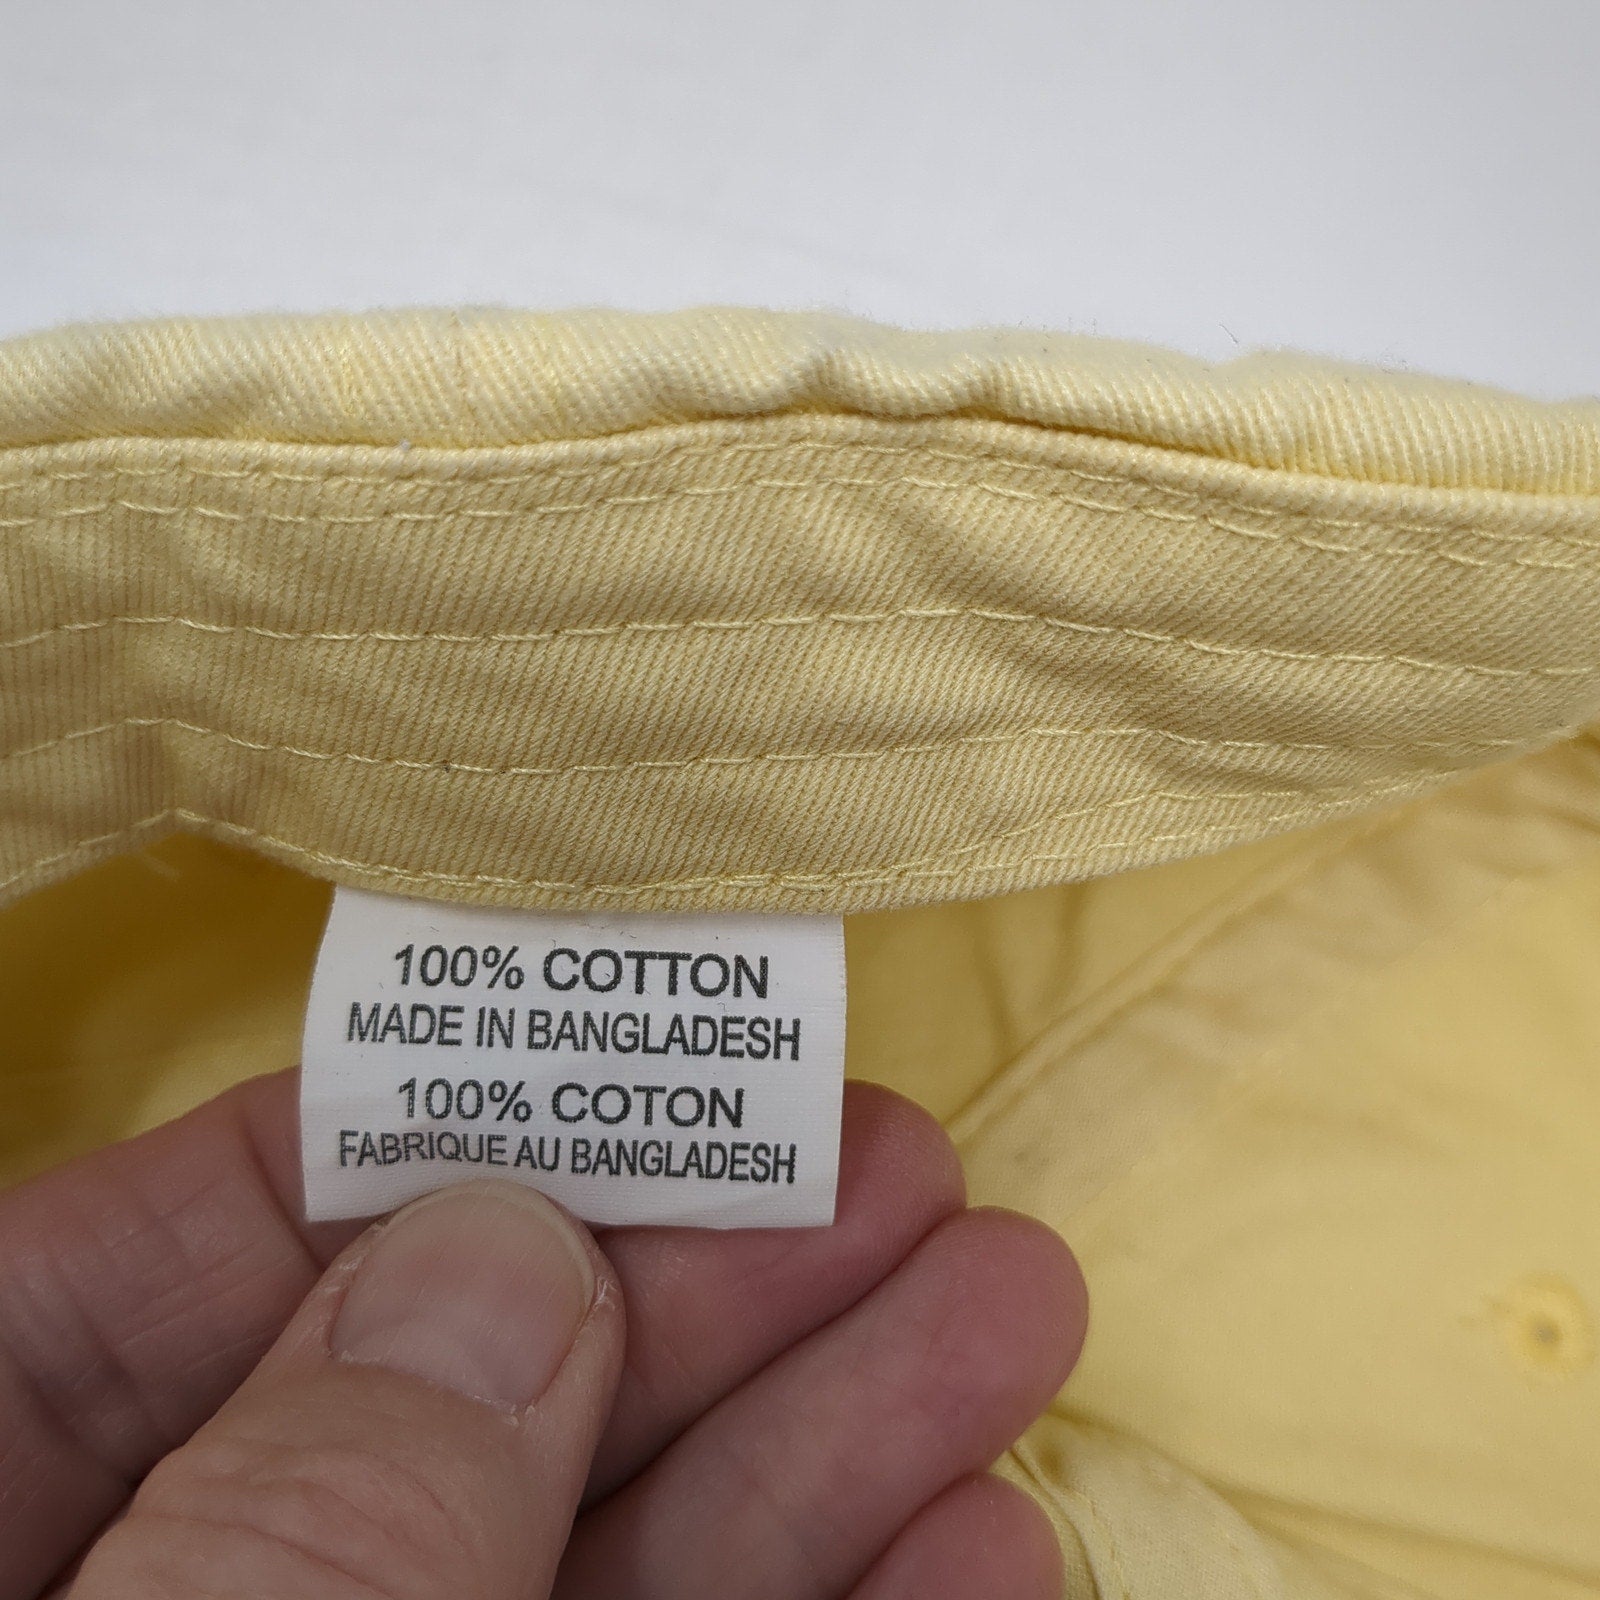 100% COTTON
MADE IN BANGLADESH
100% COTON
FABRIQUE AU BANGLADESH